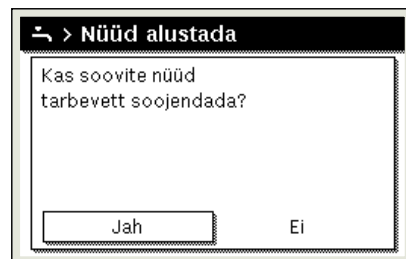 > Nüüd alustada
Kas soovite nüüd
tarbevett soojendada?
Jah Ei